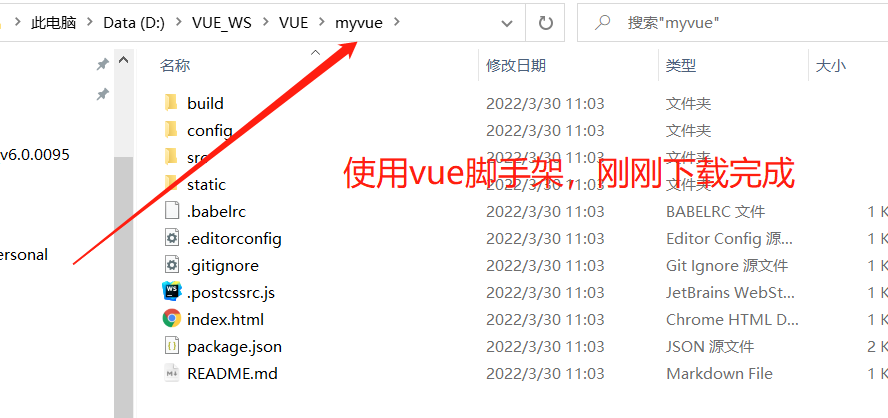 此电脑 > Data (D:) > VUE_WS > VUE > myvue >
搜索"myvue"
名称 修改日期 类型 大小
build 2022/3/30 11:03 文件夹
config 2022/3/30 11:03 文件夹
v6.0.0095
src 2022/3/30 11:03 文件夹
使用vue脚手架，刚刚下载完成
static 2022/3/30 11:03 文件夹
.babelrc 2022/3/30 11:03 BABELRC 文件 1 K
.editorconfig 2022/3/30 11:03 Editor Config 源... 1 K
ersonal
.gitignore 2022/3/30 11:03 Git Ignore 源文件 1 K
.postcssrc.js 2022/3/30 11:03 JetBrains WebSt... 1 K
index.html 2022/3/30 11:03 Chrome HTML D... 1 K
package.json 2022/3/30 11:03 JSON 源文件 2 K
README.md 2022/3/30 11:03 Markdown File 1 K